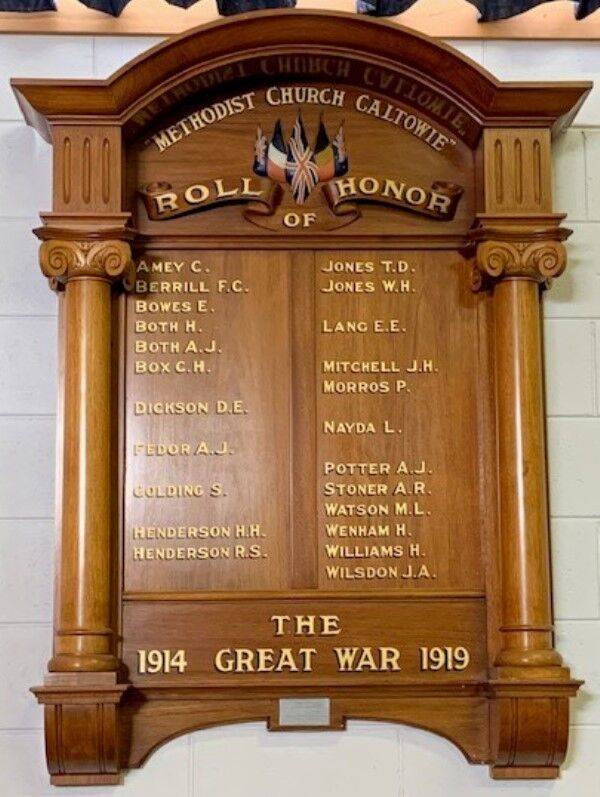 "METHODIST CHURCH CALTOWIE"
ROLL OF HONOR
AMEY C.
BERRILL F.C.
BOWES E.
BOTH H.
BOTH A.J.
BOX C.H.
DICKSON D.E.
FEDOR A.J.
GOLDING S.
HENDERSON H.H.
HENDERSON R.S.
JONES T.D.
JONES W.H.
LANG E.E.
MITCHELL J.H.
MORROS P.
NAYDA L.
POTTER A.J.
STONER A.R.
WATSON M.L.
WENHAM H.
WILLIAMS H.
WILSDON J.A.
THE
1914 GREAT WAR 1919